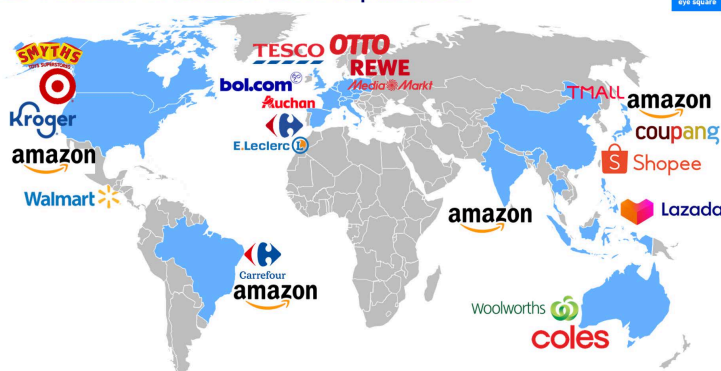 eye square
SMYTHS
TOYS SUPERSTORES
Kroger
amazon
Walmart
TESCO
OTTO
REWE
MediaMarkt
bol.com
Auchan
E.Leclerc L
Carrefour
amazon
amazon
TMALL
amazon
coupang
S Shopee
Lazada
Woolworths
coles